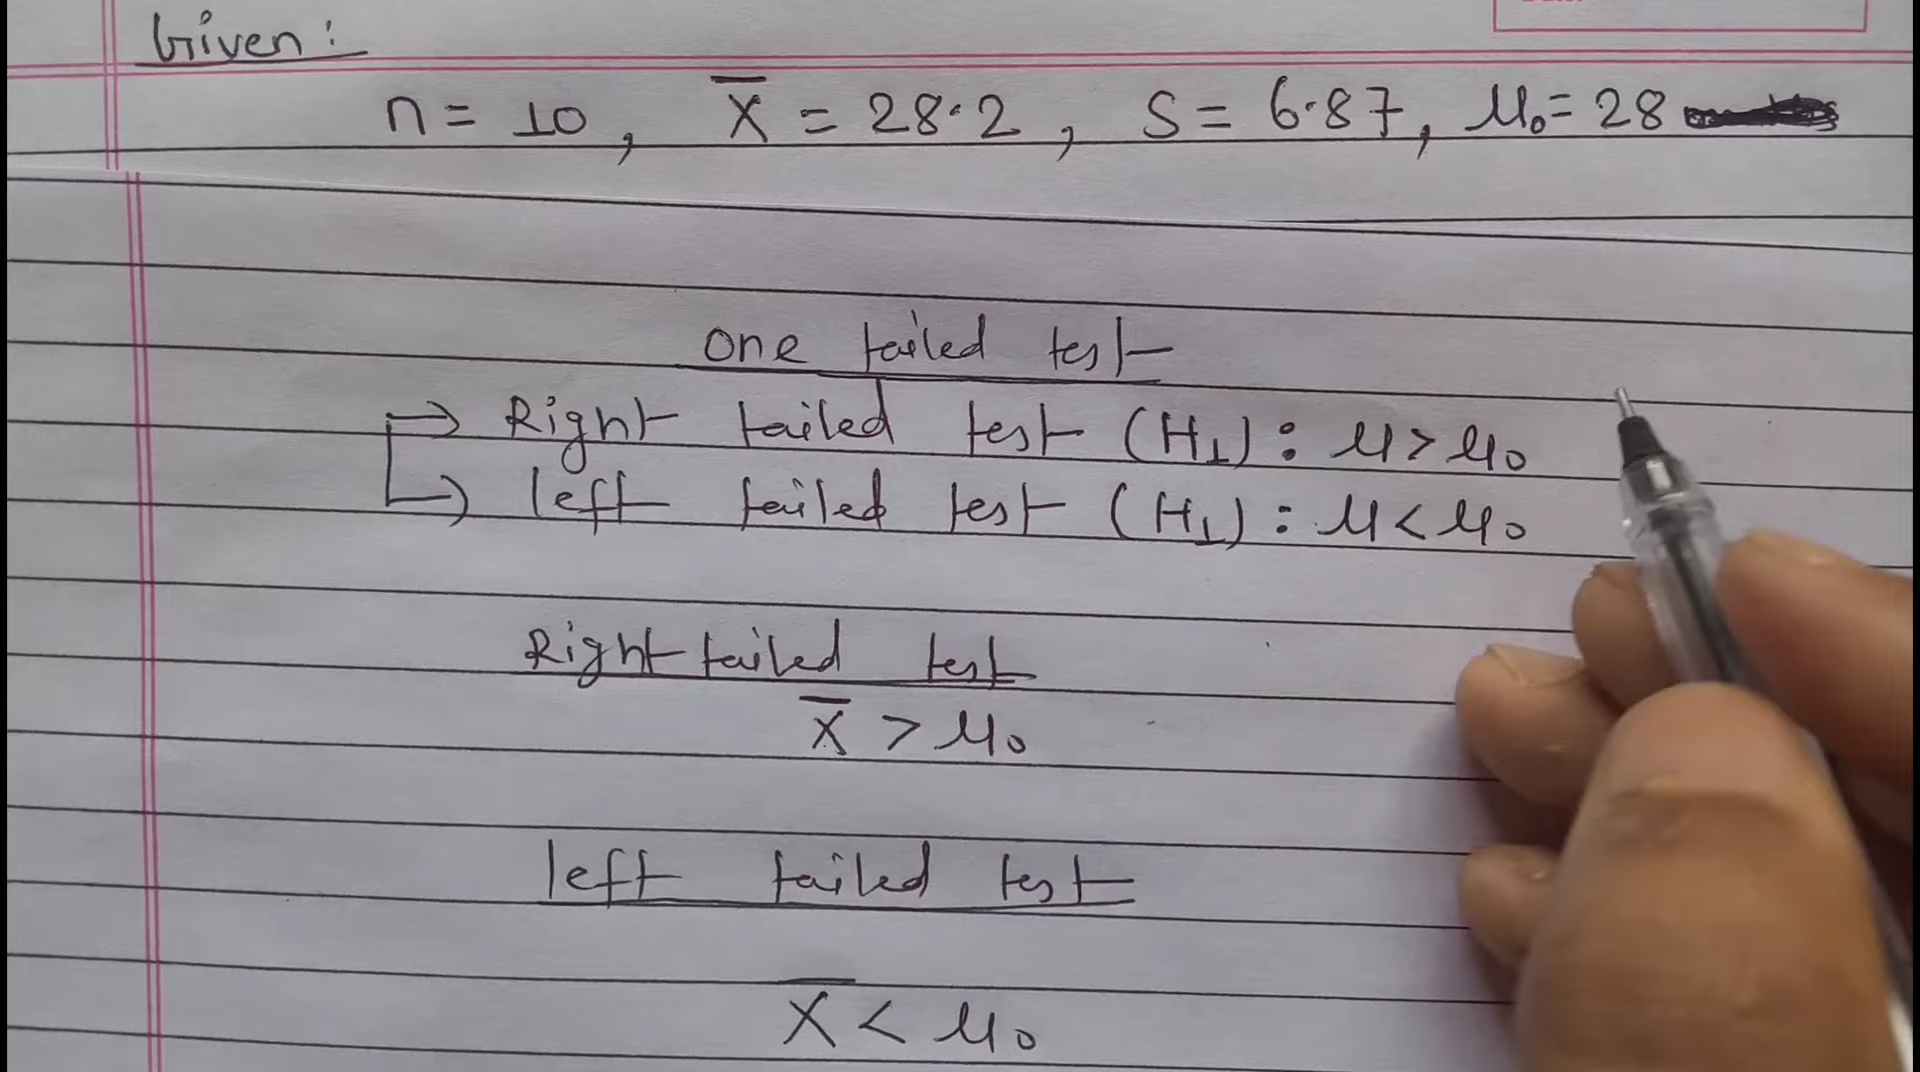 Given:
n = 10, x̄ = 28.2, S = 6.87, μ₀ = 28
one tailed test
→ Right tailed test (H₁) : μ > μ₀
→ left tailed test (H₁) : μ < μ₀
Right tailed test
x̄ > μ₀
left tailed test
x̄ < μ₀